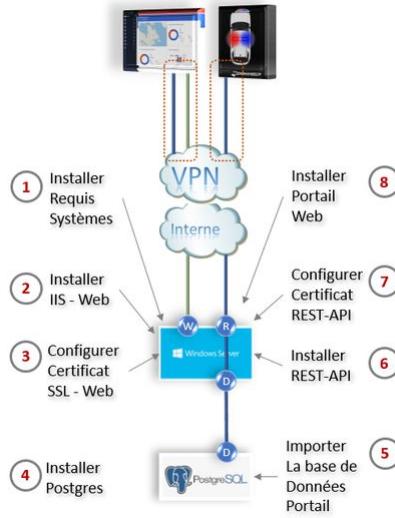 VPN
Interne
1
Installer
Requis
Systèmes
8
Installer
Portail
Web
2
Installer
IIS - Web
7
Configurer
Certificat
REST-API
3
Configurer
Certificat
SSL - Web
6
Installer
REST-API
W
R
Windows Server
D
D
4
Installer
Postgres
PostgreSQL
5
Importer
La base de
Données
Portail